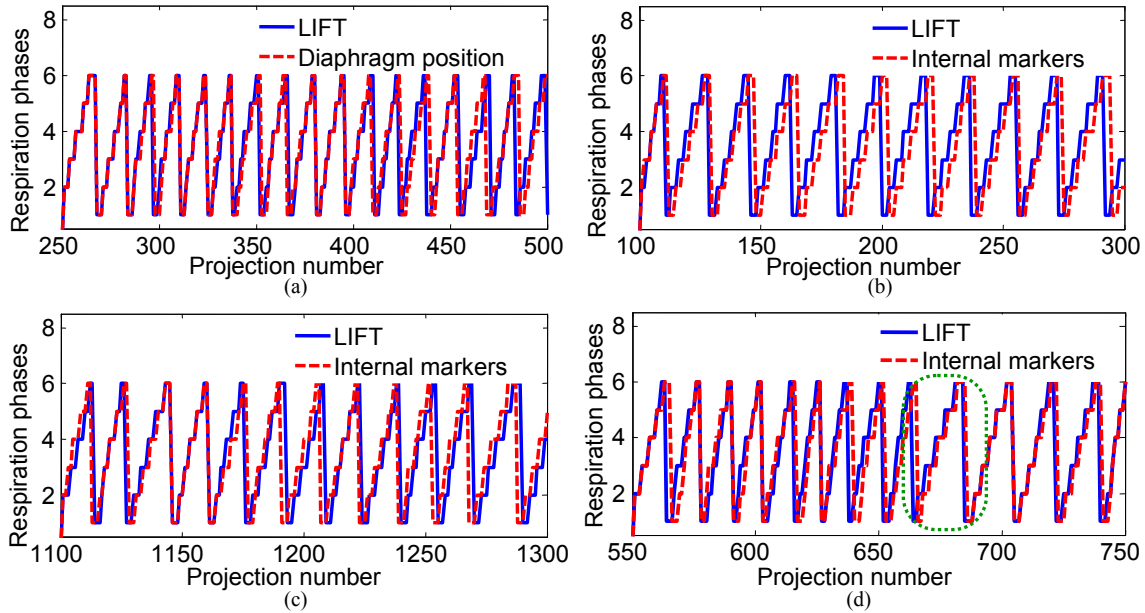 8
LIFT
Diaphragm position
6
4
2
Respiration phases
250 300 350 400 450 500
Projection number
(a)
8
LIFT
Internal markers
6
4
2
Respiration phases
100 150 200 250 300
Projection number
(b)
8
LIFT
Internal markers
6
4
2
Respiration phases
1100 1150 1200 1250 1300
Projection number
(c)
8
LIFT
Internal markers
6
4
2
Respiration phases
550 600 650 700 750
Projection number
(d)